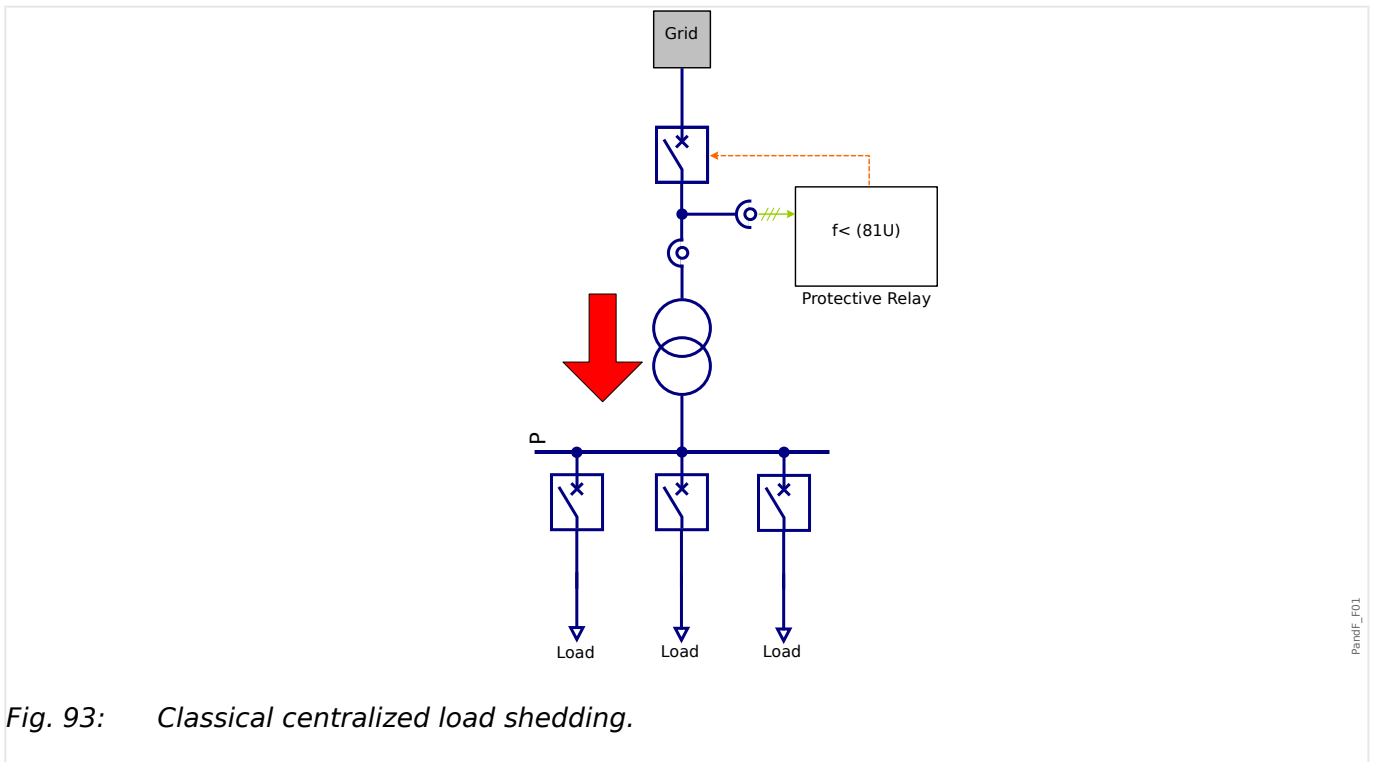 Grid
f< (81U)
Protective Relay
P
Load
Load
Load
PandF_F01
Fig. 93: Classical centralized load shedding.